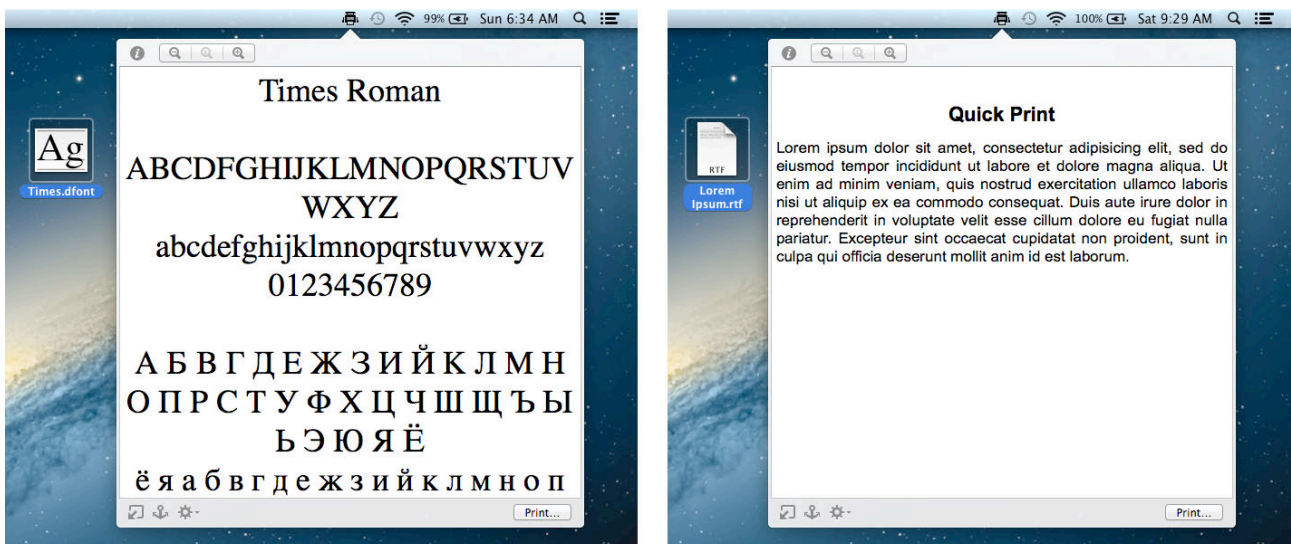 99% Sun 6:34 AM
Times Roman
ABCDFGHIJKLMNOPQRSTUV
WXYZ
abcdefghijklmnopqrstuvwxyz
0123456789
А Б В Г Д Е Ж З И Й К Л М Н
О П Р С Т У Ф Х Ц Ч Ш Щ Ъ Ы
Ь Э Ю Я Ё
ё я а б в г д е ж з и й к л м н о п
Ag
Times.dfont
Print...
100% Sat 9:29 AM
Quick Print
Lorem ipsum dolor sit amet, consectetur adipisicing elit, sed do
eiusmod tempor incididunt ut labore et dolore magna aliqua. Ut
enim ad minim veniam, quis nostrud exercitation ullamco laboris
nisi ut aliquip ex ea commodo consequat. Duis aute irure dolor in
reprehenderit in voluptate velit esse cillum dolore eu fugiat nulla
pariatur. Excepteur sint occaecat cupidatat non proident, sunt in
culpa qui officia deserunt mollit anim id est laborum.
RTF
Lorem
Ipsum.rtf
Print...